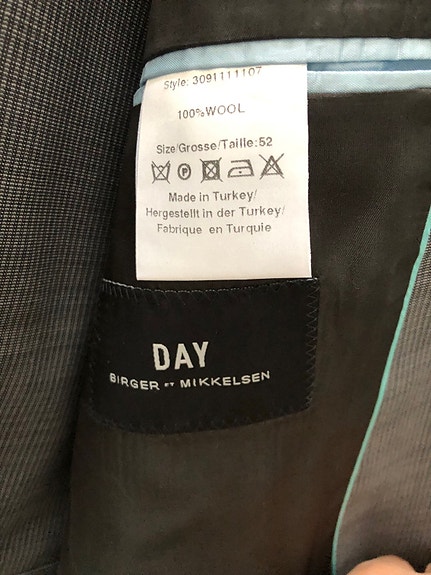 Style: 3091111107
100%WOOL
Size/Grosse/Taille:52
P
Made in Turkey/
Hergestellt in der Turkey/
Fabrique en Turquie
DAY
BIRGER ET MIKKELSEN